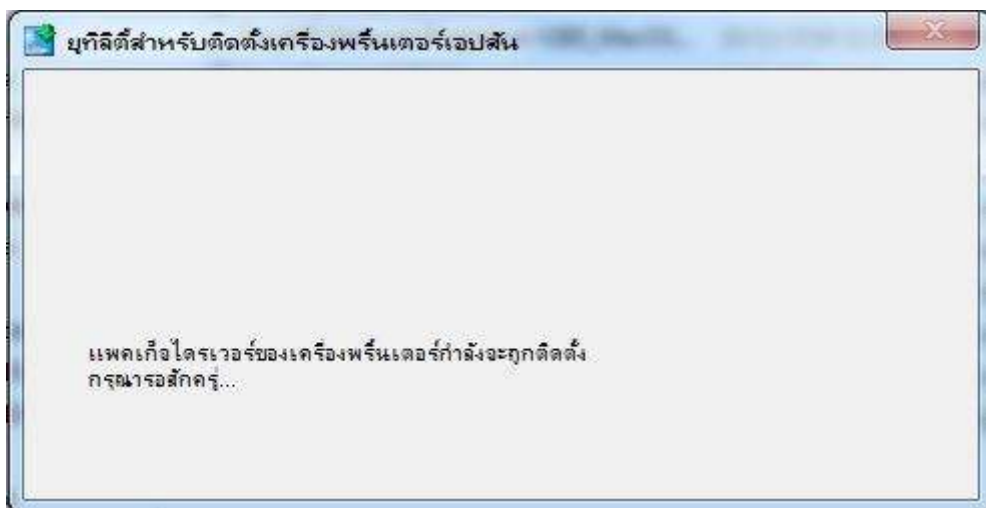 ยูทิลิตี้สำหรับติดตั้งเครื่องพริ้นเตอร์เอปสัน
แพคเก็จไดรเวอร์ของเครื่องพริ้นเตอร์กำลังจะถูกติดตั้ง
กรุณารอสักครู่...